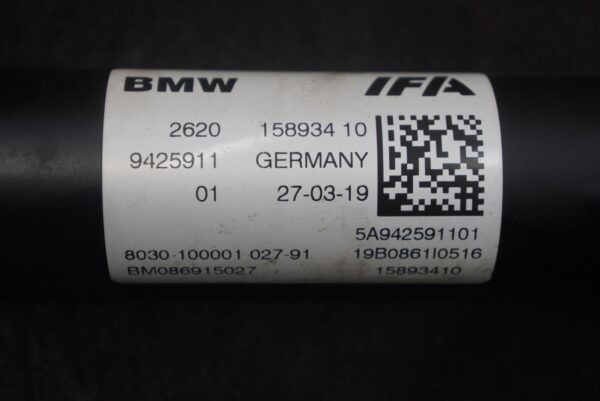 BMW IFA
2620 158934 10
9425911 GERMANY
01 27-03-19
5A942591101
8030-100001-027-91 19B0861I0516
BM086915027 15893410